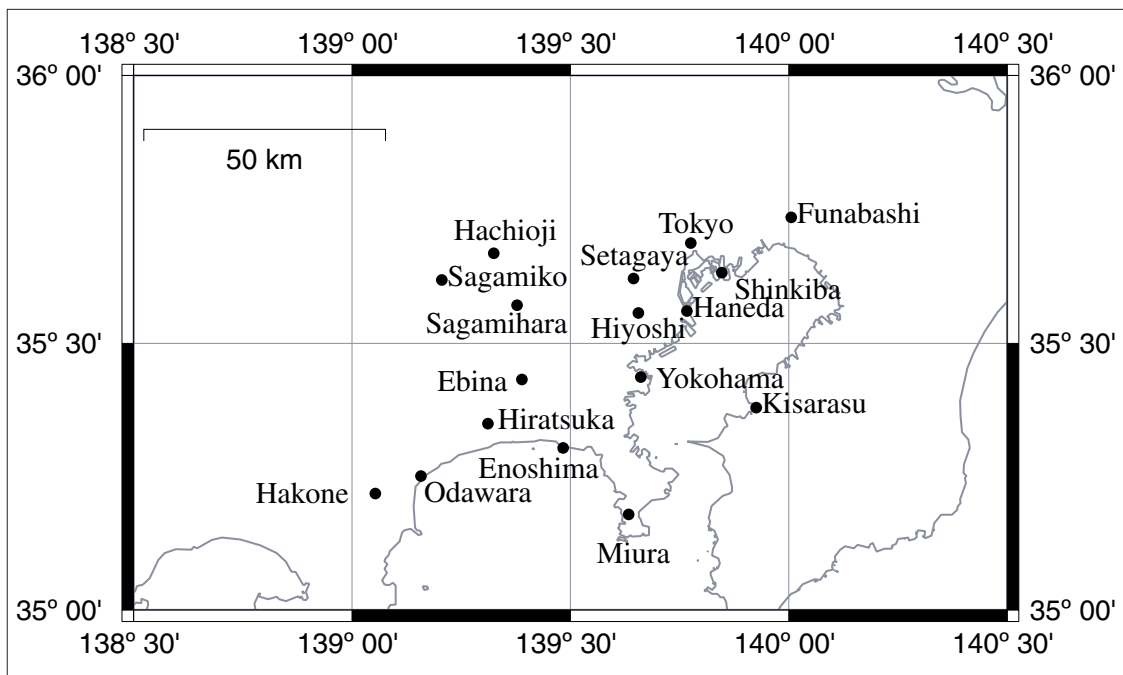 138° 30' 139° 00' 139° 30' 140° 00' 140° 30'
36° 00' 36° 00'
50 km
Funabashi
Tokyo
Hachioji
Setagaya
Sagamiko
Shinkiba
Haneda
Sagamihara
Hiyoshi
35° 30' 35° 30'
Ebina
Yokohama
Kisarasu
Hiratsuka
Enoshima
Hakone
Odawara
Miura
35° 00' 35° 00'
138° 30' 139° 00' 139° 30' 140° 00' 140° 30'